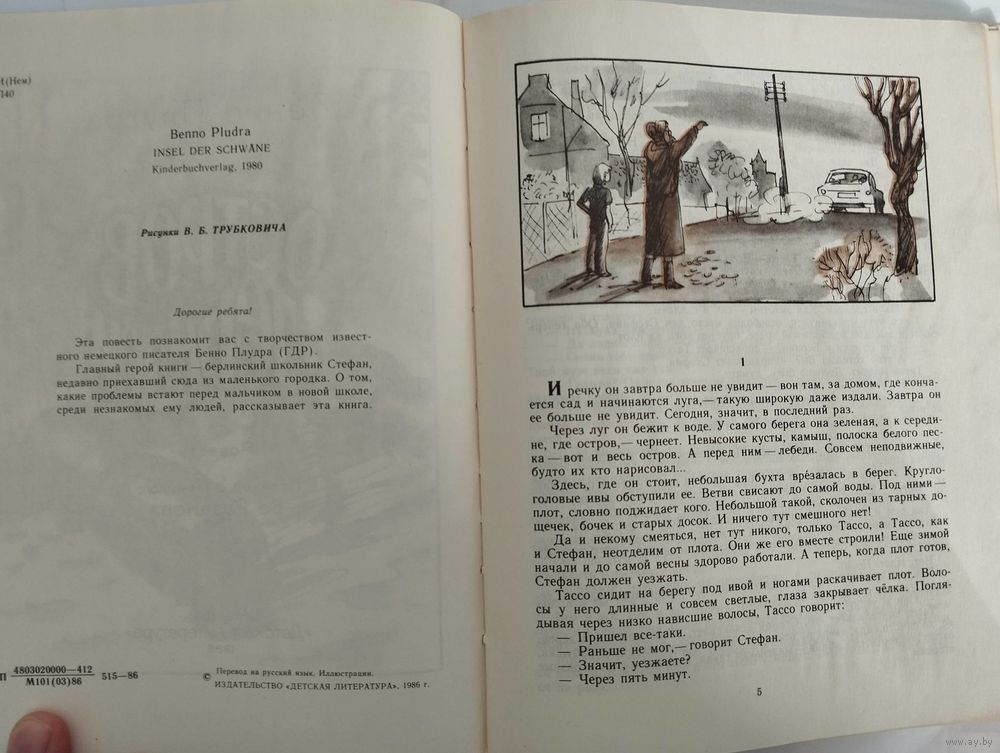 И(Нем)
П40
Benno Pludra
INSEL DER SCHWÄNE
Kinderbuchverlag, 1980
Рисунки В. Б. ТРУБКОВИЧА
Дорогие ребята!
Эта повесть познакомит вас с творчеством извест-
ного немецкого писателя Бенно Плудра (ГДР).
Главный герой книги — берлинский школьник Стефан,
недавно приехавший сюда из маленького городка. О том,
какие проблемы встают перед мальчиком в новой школе,
среди незнакомых ему людей, рассказывает эта книга.
П 4803020000—412
М101(03)86
515—86
© Перевод на русский язык. Иллюстрации.
ИЗДАТЕЛЬСТВО «ДЕТСКАЯ ЛИТЕРАТУРА», 1986 г.
1
И речку он завтра больше не увидит — вон там, за домом, где конча-
ется сад и начинаются луга,— такую широкую даже издали. Завтра он
ее больше не увидит. Сегодня, значит, в последний раз.
Через луг он бежит к воде. У самого берега она зеленая, а к середи-
не, где остров,— чернеет. Невысокие кусты, камыш, полоска белого пес-
ка — вот и весь остров. А перед ним — лебеди. Совсем неподвижные,
будто их кто нарисовал...
Здесь, где он стоит, небольшая бухта вре́залась в берег. Кругло-
головые ивы обступили ее. Ветви свисают до самой воды. Под ними —
плот, словно поджидает кого. Небольшой такой, сколочен из тарных до-
щечек, бочек и старых досок. И ничего тут смешного нет!
Да и некому смеяться, нет тут никого, только Тассо, а Тассо, как
и Стефан, неотделим от плота. Они же его вместе строили! Еще зимой
начали и до самой весны здорово работали. А теперь, когда плот готов,
Стефан должен уезжать.
Тассо сидит на берегу под ивой и ногами раскачивает плот. Воло-
сы у него длинные и совсем светлые, глаза закрывает чёлка. Погля-
дывая через низко нависшие волосы, Тассо говорит:
— Пришел все-таки.
— Раньше не мог,— говорит Стефан.
— Значит, уезжаете?
— Через пять минут.
5
www.ay.by